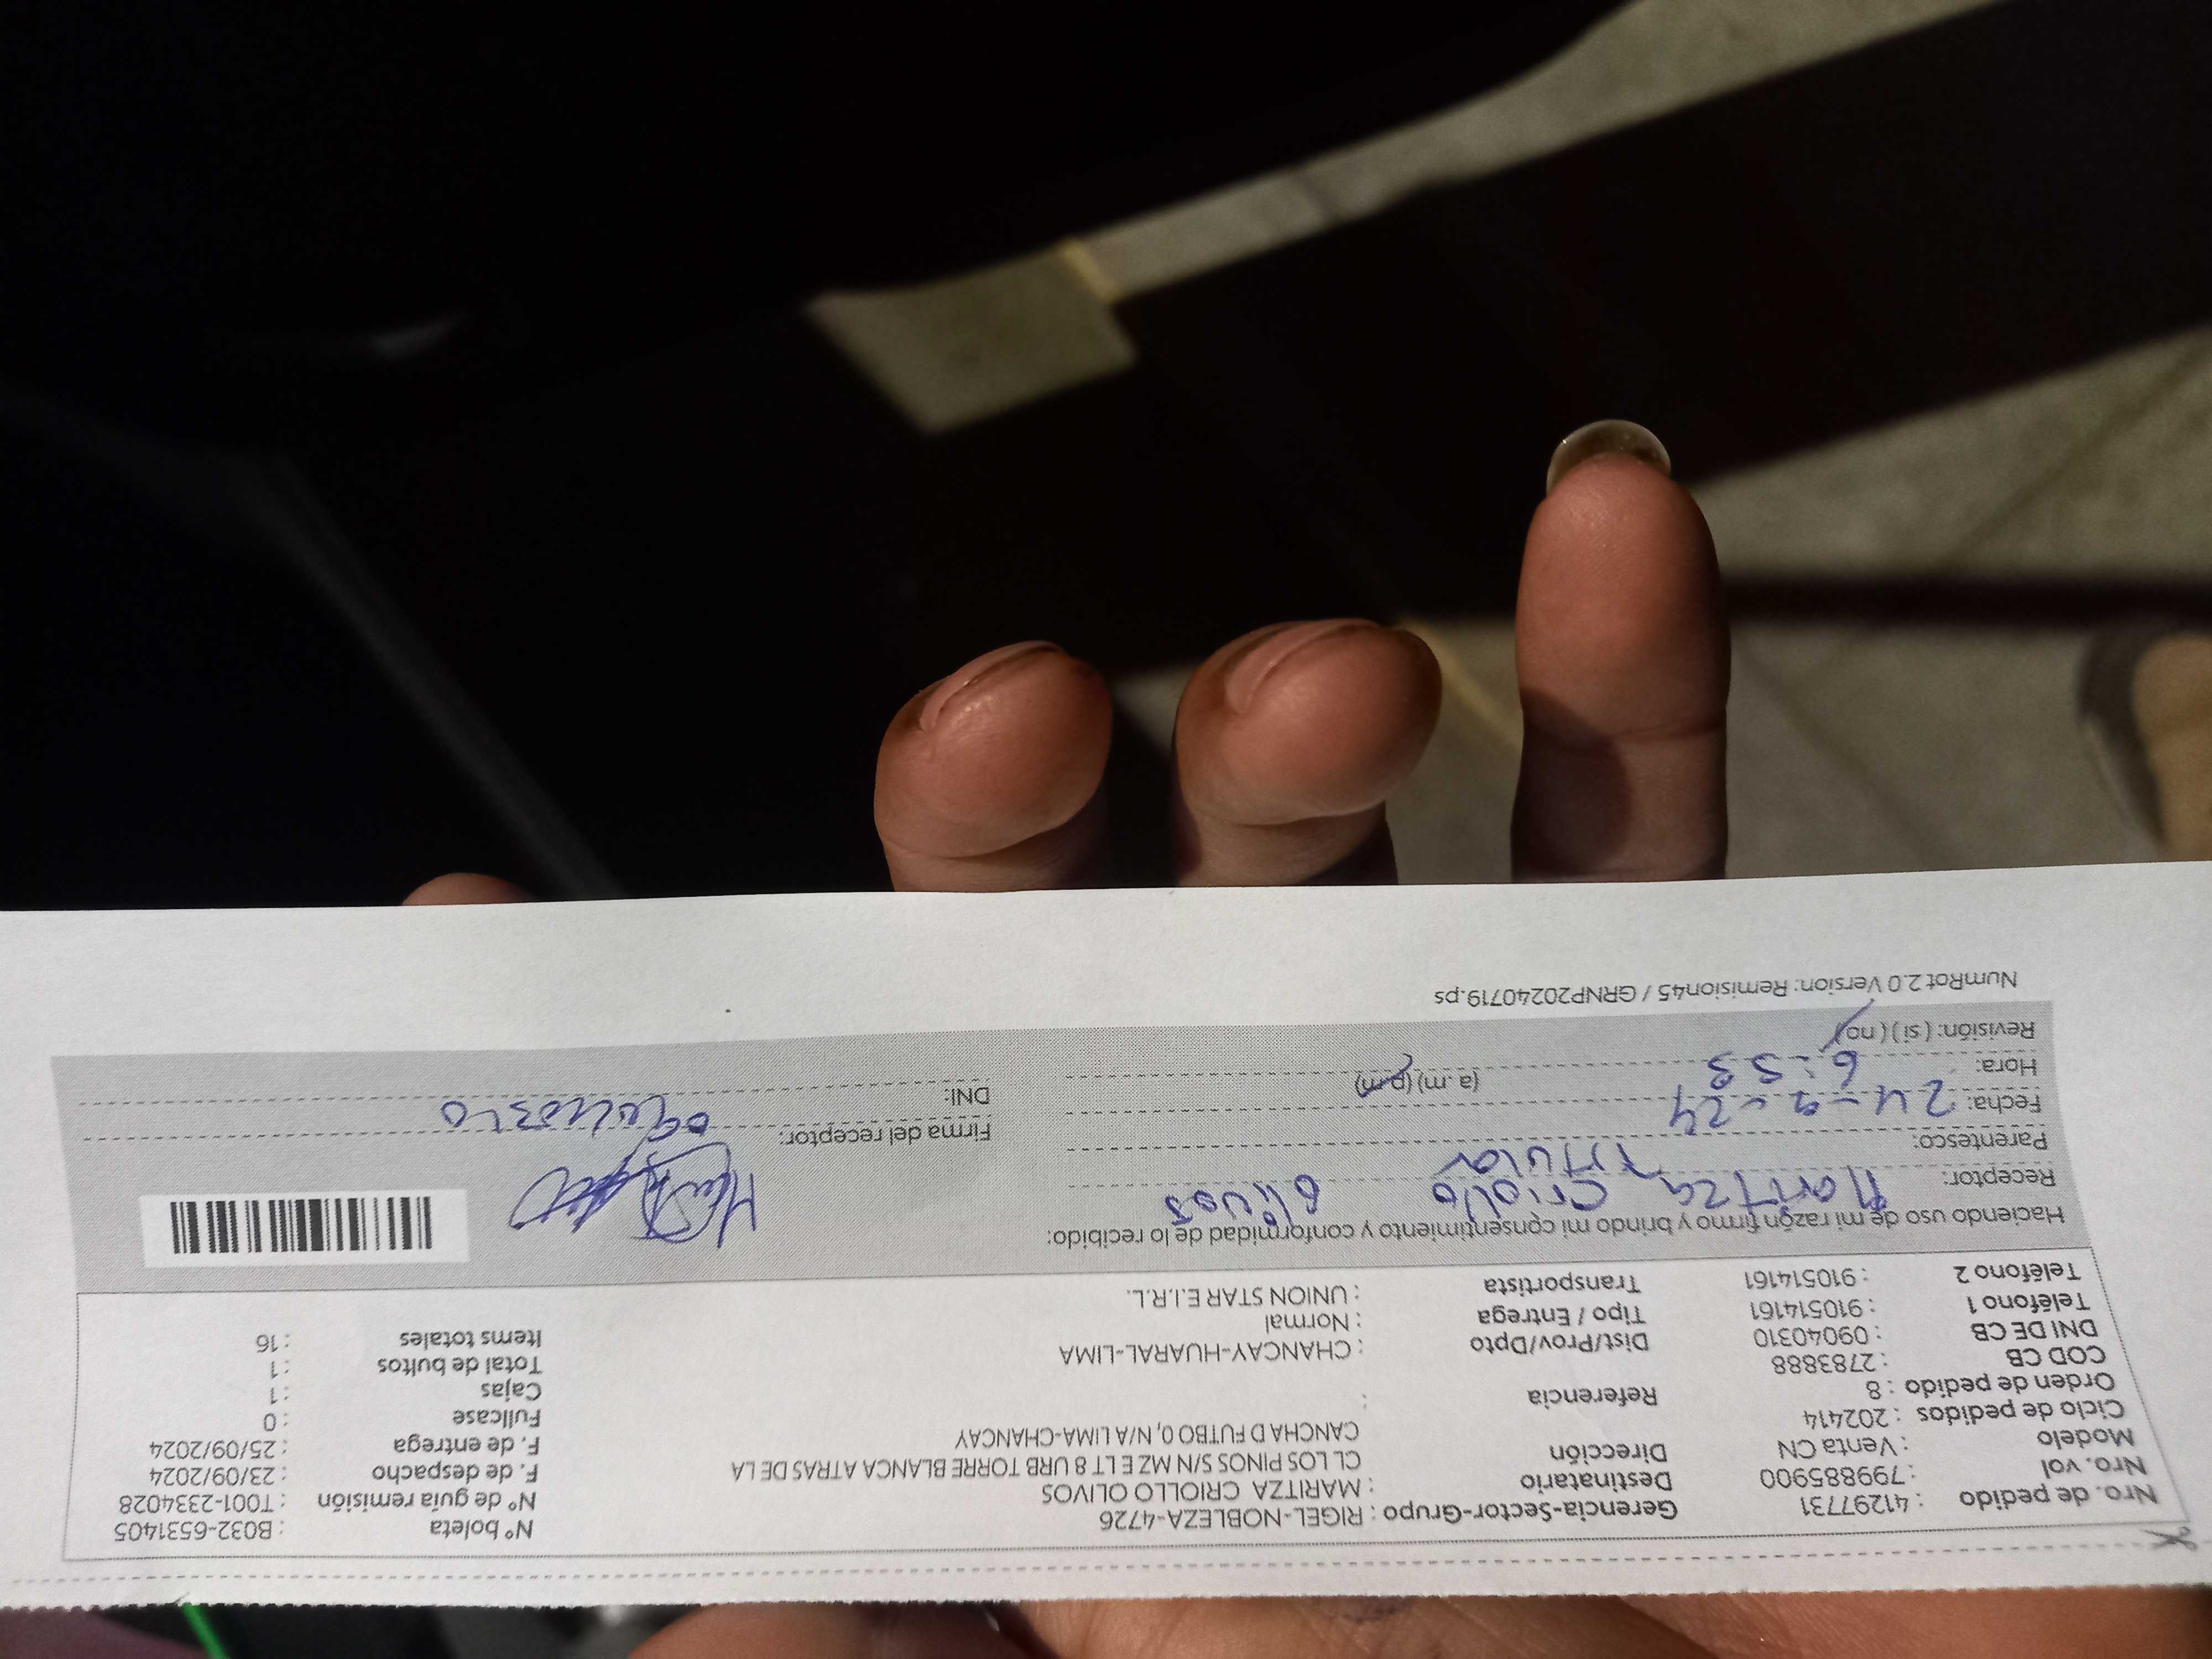 Nro. de pedido : 41297731 Gerencia-Sector-Grupo : RIGEL-NOBLEZA-4726 Nº boleta : B032-6531405
Nro. vol : 799885900 Destinatario : MARITZA CRIOLLO OLIVOS Nº de guía remisión : T001-2334028
Modelo : Venta CN Dirección CL LOS PINOS S/N MZ E LT 8 URB TORRE BLANCA ATRAS DE LA F. de despacho : 23/09/2024
Ciclo de pedidos : 202414 CANCHA D FUTBO 0, N/A LIMA-CHANCAY F. de entrega : 25/09/2024
Orden de pedido : 8 Referencia : Fullcase : 0
COD CB : 2783888 Cajas : 1
DNI DE CB : 09040310 Dist/Prov/Dpto : CHANCAY-HUARAL-LIMA Total de bultos : 1
Teléfono 1 : 910514161 Tipo / Entrega : Normal Items totales : 16
Teléfono 2 : 910514161 Transportista : UNION STAR E.I.R.L.
Haciendo uso de mi razón firmo y brindo mi consentimiento y conformidad de lo recibido:
Receptor: Maritza Criollo Olivos
Parentesco: Titular
Fecha: 24-9-24 Firma del receptor:
Hora: 6:53 (a.m) (p.m) DNI:
Revisión: ( si ) ( no )
NumRot 2.0 Version: Remision45 / GRNP20240719.ps